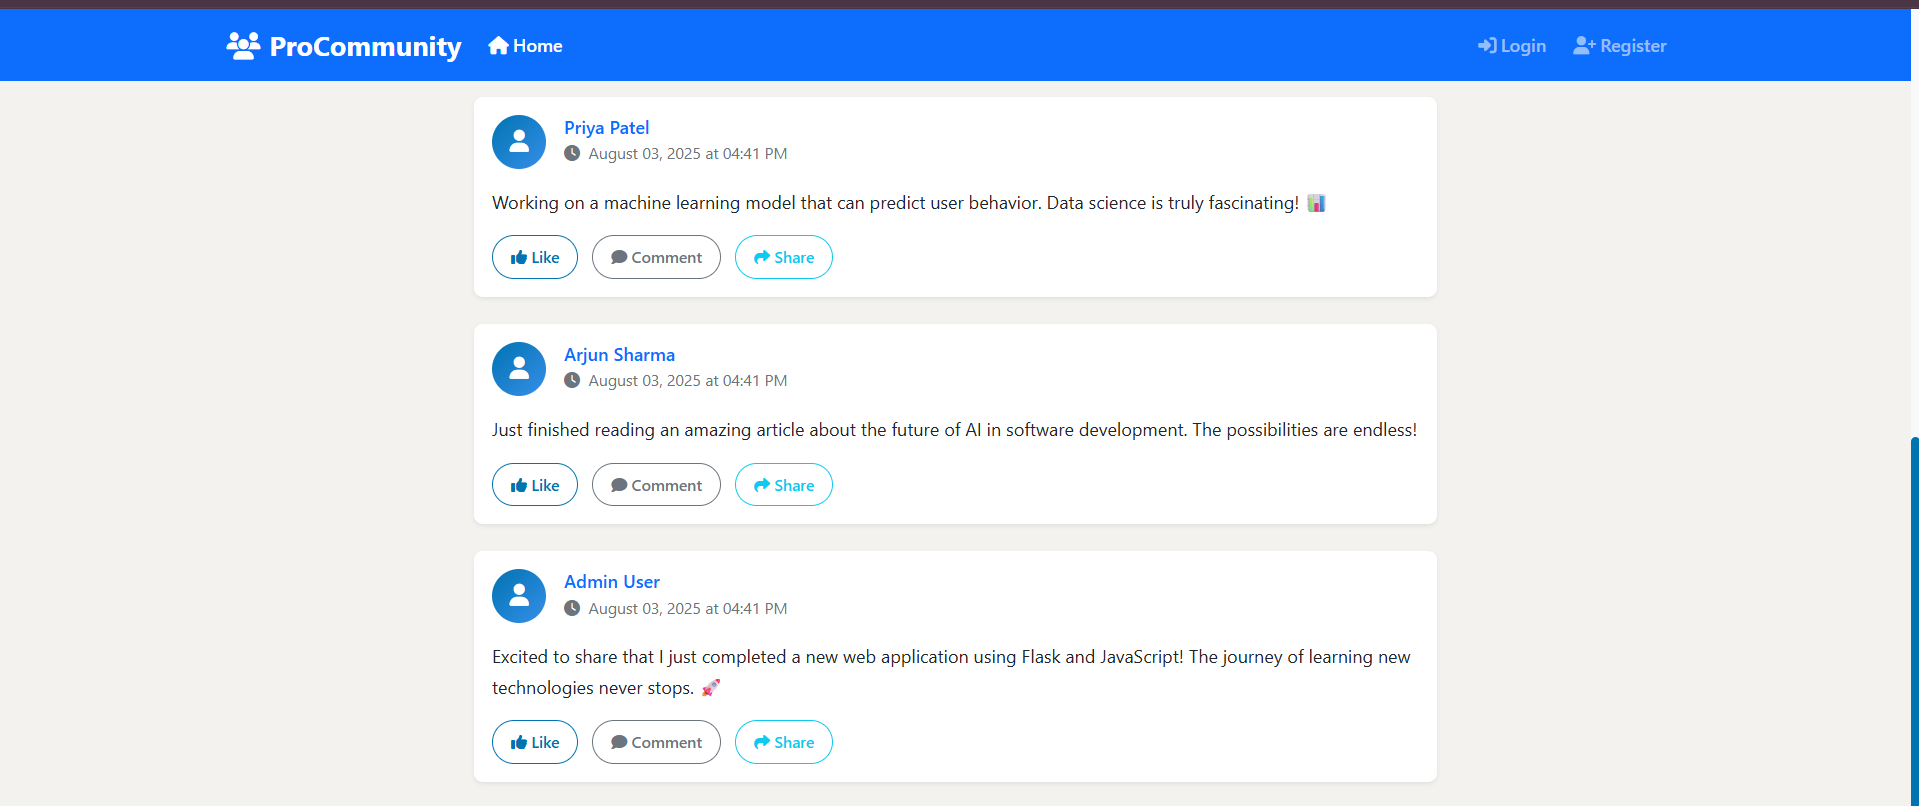 ProCommunity Home Login Register
Priya Patel
August 03, 2025 at 04:41 PM
Working on a machine learning model that can predict user behavior. Data science is truly fascinating! 📊
Like Comment Share
Arjun Sharma
August 03, 2025 at 04:41 PM
Just finished reading an amazing article about the future of AI in software development. The possibilities are endless!
Like Comment Share
Admin User
August 03, 2025 at 04:41 PM
Excited to share that I just completed a new web application using Flask and JavaScript! The journey of learning new
technologies never stops. 🚀
Like Comment Share